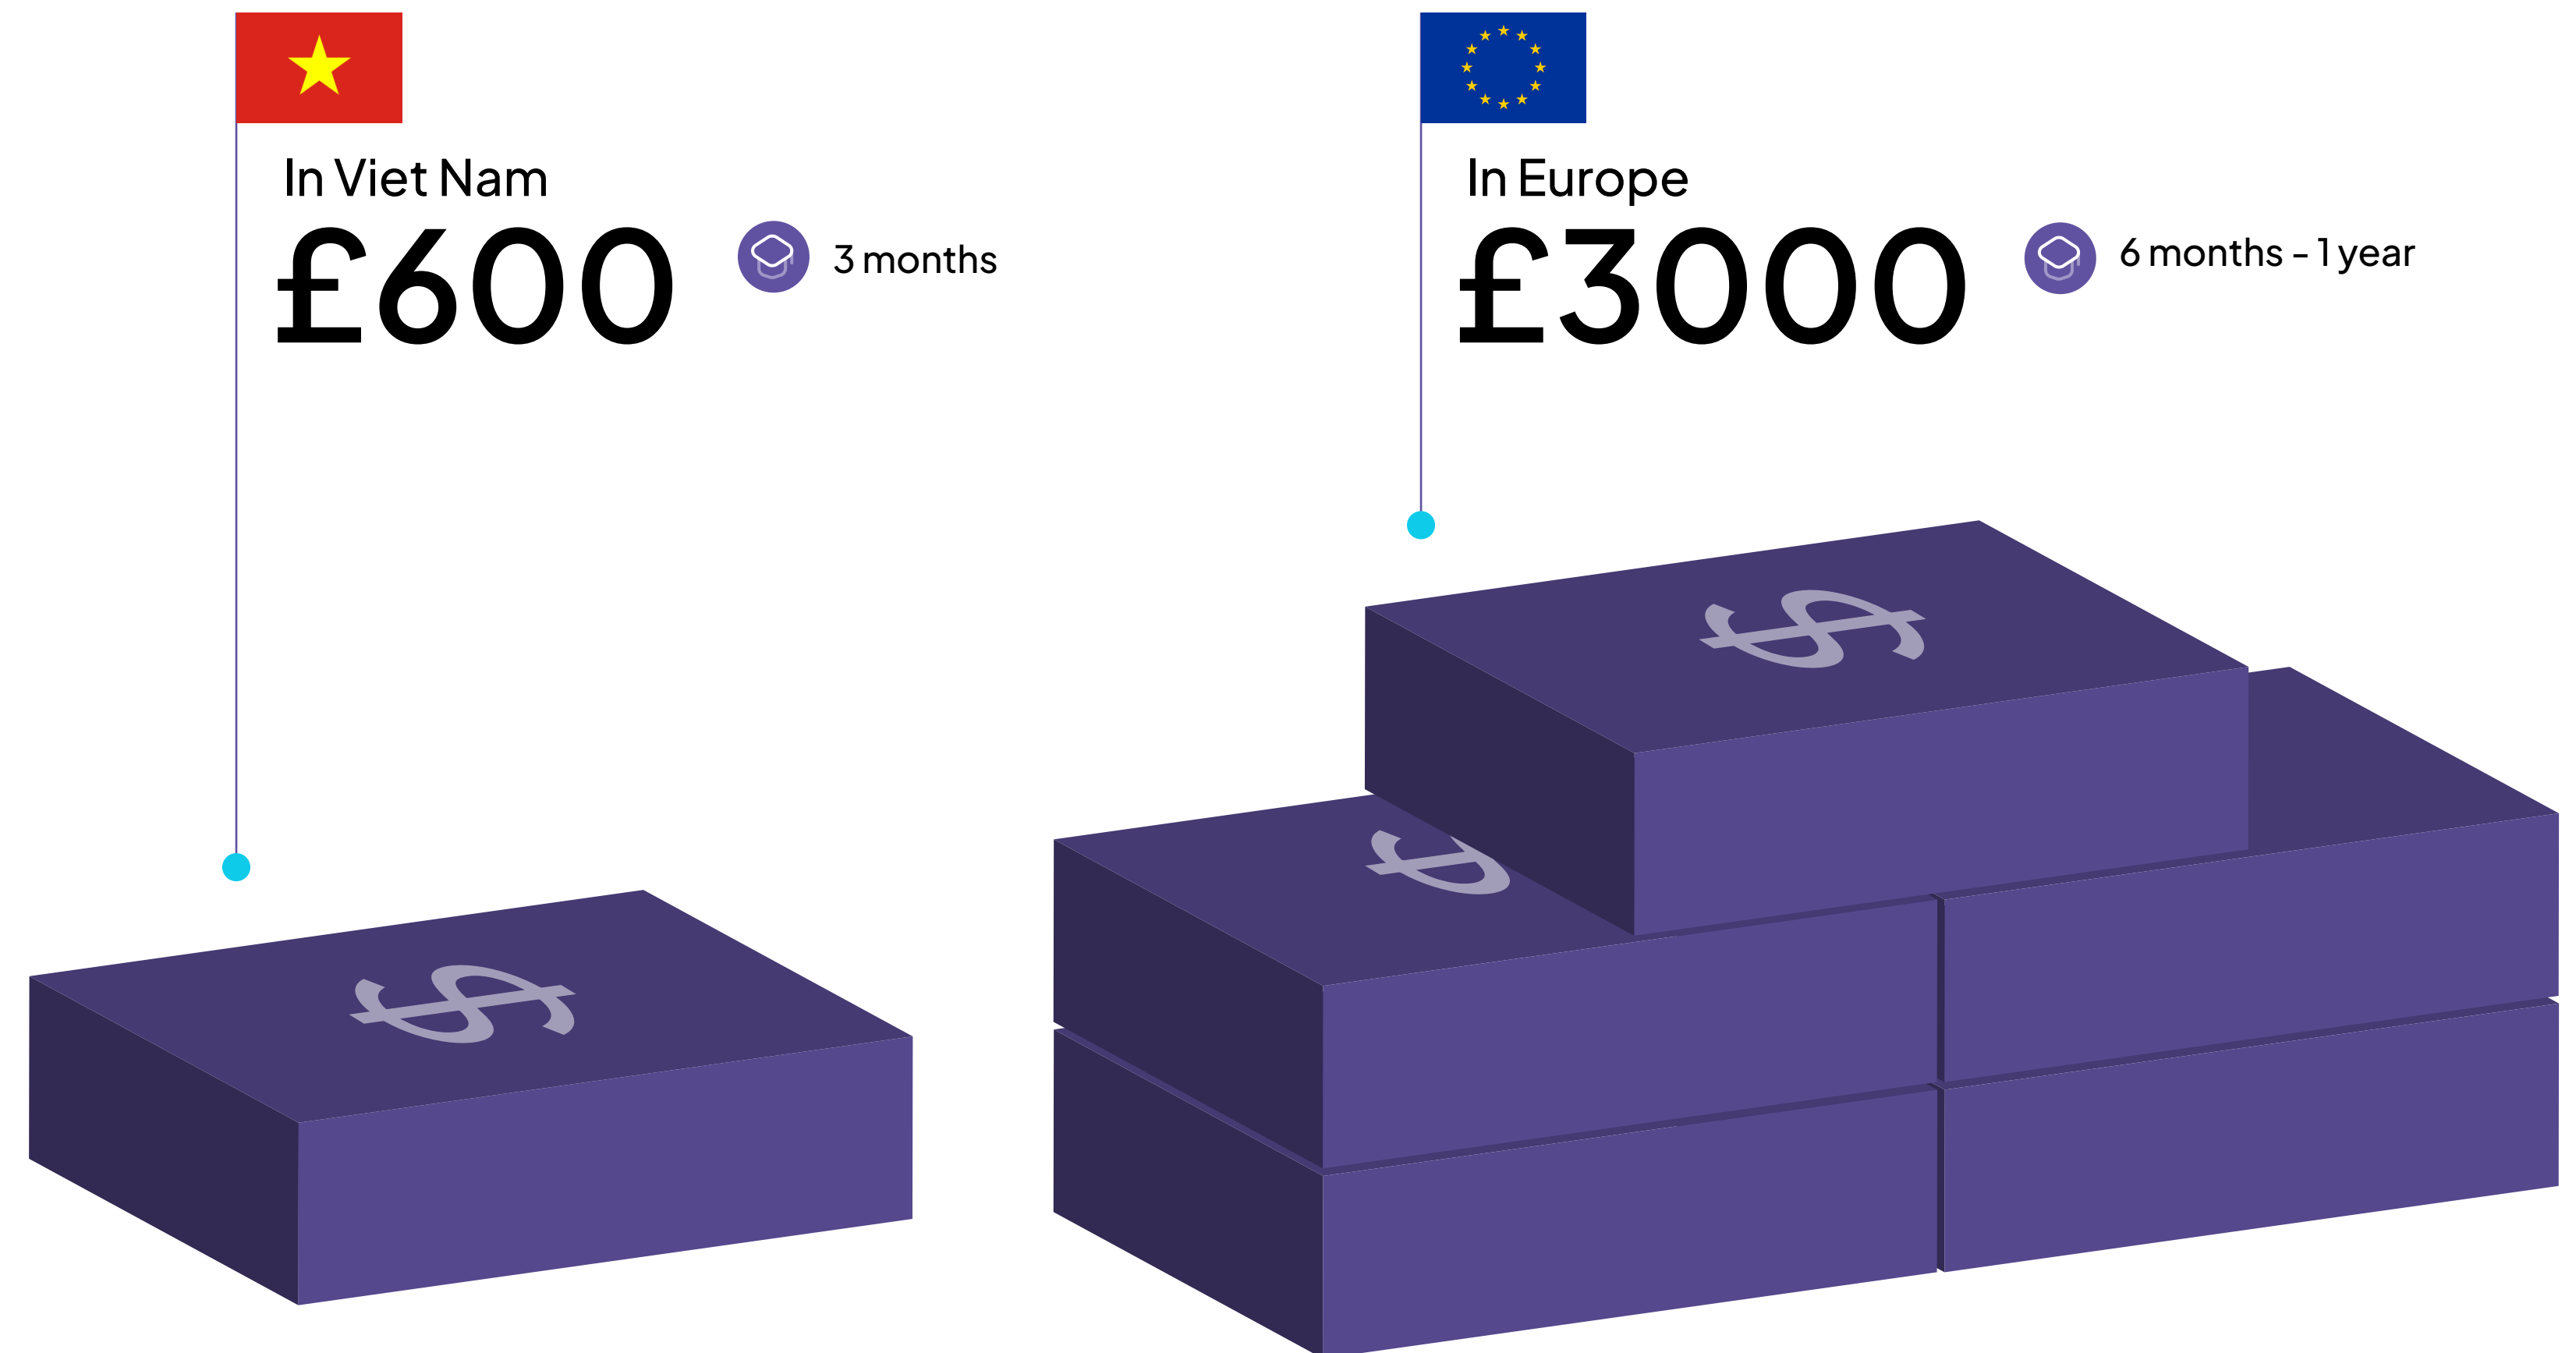 In Viet Nam
£600
3 months
In Europe
£3000
6 months - 1 year
$
$
$